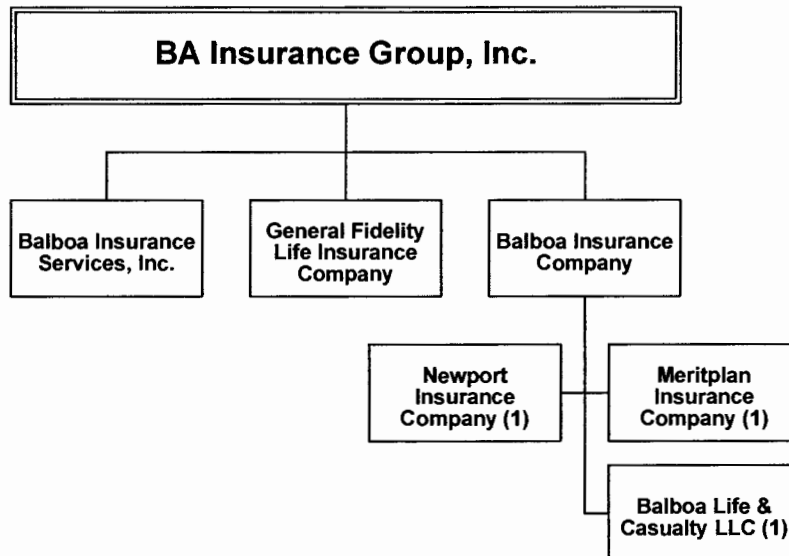 BA Insurance Group, Inc.
Balboa Insurance
Services, Inc.
General Fidelity
Life Insurance
Company
Balboa Insurance
Company
Newport
Insurance
Company (1)
Meritplan
Insurance
Company (1)
Balboa Life &
Casualty LLC (1)